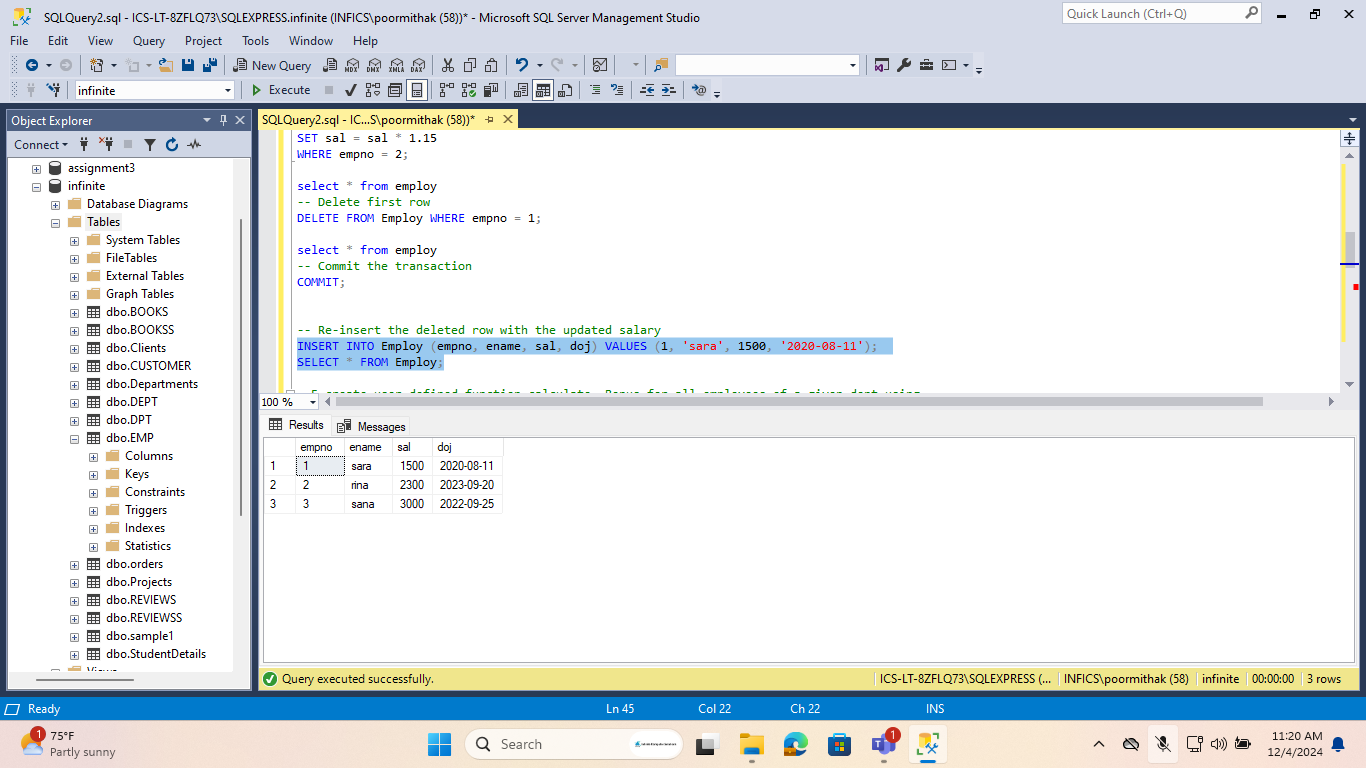 SQLQuery2.sql - ICS-LT-8ZFLQ73\SQLEXPRESS.infinite (INFICS\poormithak (58))* - Microsoft SQL Server Management Studio
Quick Launch (Ctrl+Q)
File Edit View Query Project Tools Window Help
New Query MDX DMX XMLA DAX
infinite Execute
Object Explorer
SQLQuery2.sql - IC...S\poormithak (58))*
Connect
assignment3
infinite
Database Diagrams
Tables
System Tables
FileTables
External Tables
Graph Tables
dbo.BOOKS
dbo.BOOKSS
dbo.Clients
dbo.CUSTOMER
dbo.Departments
dbo.DEPT
dbo.DPT
dbo.EMP
Columns
Keys
Constraints
Triggers
Indexes
Statistics
dbo.orders
dbo.Projects
dbo.REVIEWS
dbo.REVIEWSS
dbo.sample1
dbo.StudentDetails
Views
SET sal = sal * 1.15
WHERE empno = 2;
select * from employ
-- Delete first row
DELETE FROM Employ WHERE empno = 1;
select * from employ
-- Commit the transaction
COMMIT;
-- Re-insert the deleted row with the updated salary
INSERT INTO Employ (empno, ename, sal, doj) VALUES (1, 'sara', 1500, '2020-08-11');
SELECT * FROM Employ;
100 %
Results Messages
empno ename sal doj
1 1 sara 1500 2020-08-11
2 2 rina 2300 2023-09-20
3 3 sana 3000 2022-09-25
Query executed successfully. ICS-LT-8ZFLQ73\SQLEXPRESS (... INFICS\poormithak (58) infinite 00:00:00 3 rows
Ready Ln 45 Col 22 Ch 22 INS
1
75°F
Partly sunny
Search
1
11:20 AM
12/4/2024